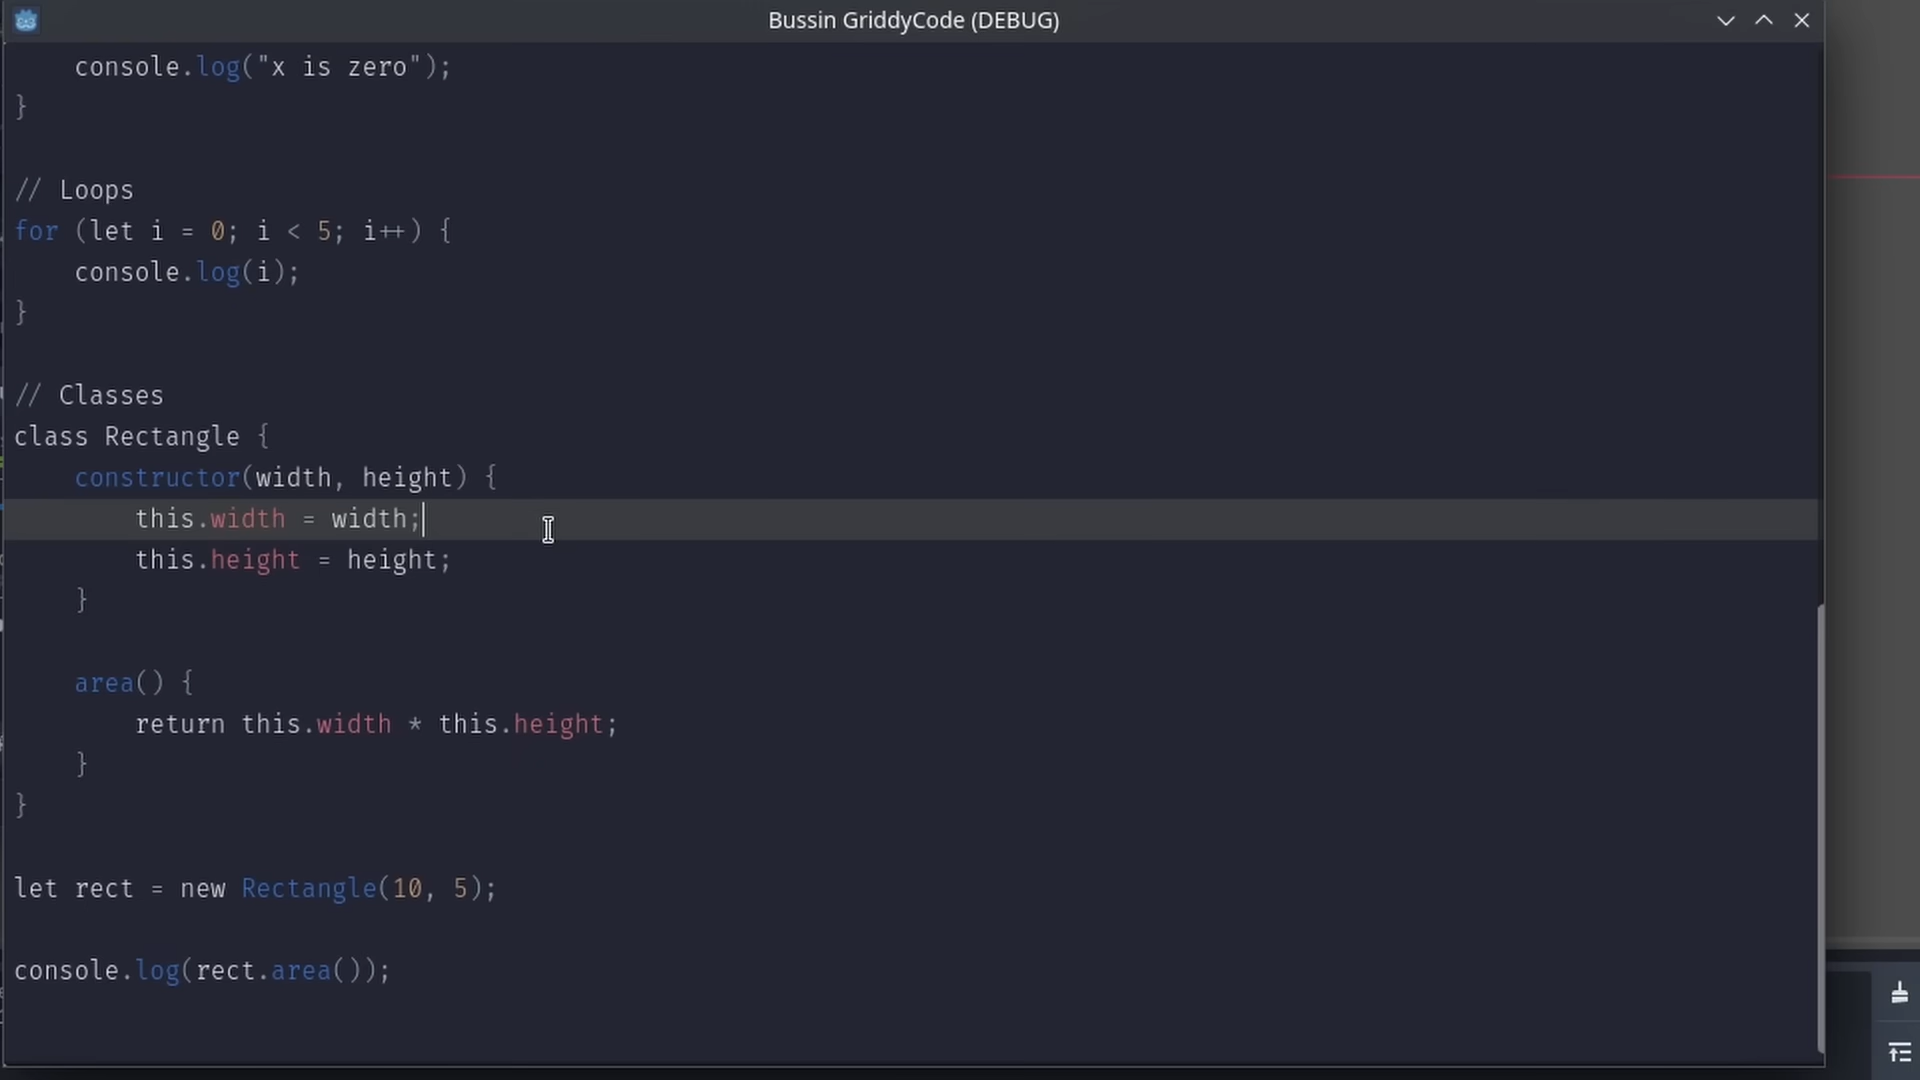 Bussin GriddyCode (DEBUG)
console.log("x is zero");
}
// Loops
for (let i = 0; i < 5; i++) {
console.log(i);
}
// Classes
class Rectangle {
constructor(width, height) {
this.width = width;
this.height = height;
}
area() {
return this.width * this.height;
}
}
let rect = new Rectangle(10, 5);
console.log(rect.area());